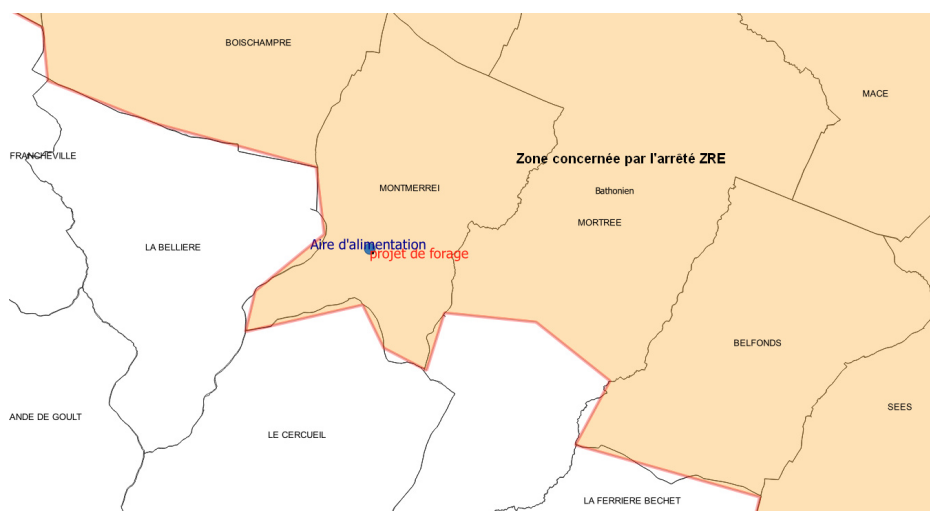 BOISCHAMPRE
MACE
FRANCHEVILLE
Zone concernée par l'arrêté ZRE
MONTMERREI
Bathonien
MORTREE
LA BELLIERE
Aire d'alimentation
projet de forage
BELFONDS
SEES
ANDE DE GOULT
LE CERCUEIL
LA FERRIERE BECHET